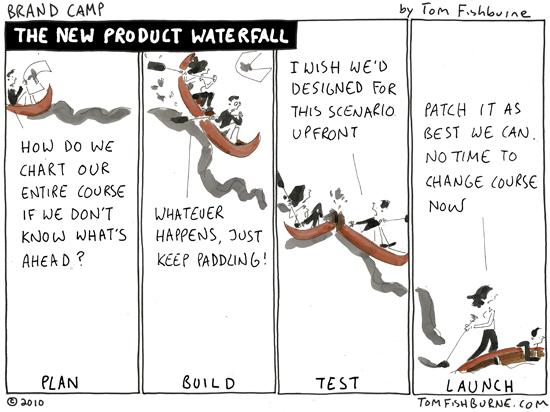 BRAND CAMP
by TOM FISHBURNE
THE NEW PRODUCT WATERFALL
HOW DO WE
CHART OUR
ENTIRE COURSE
IF WE DON'T
KNOW WHAT'S
AHEAD?
PLAN
WHATEVER
HAPPENS, JUST
KEEP PADDLING!
BUILD
I WISH WE'D
DESIGNED FOR
THIS SCENARIO
UPFRONT
TEST
PATCH IT AS
BEST WE CAN.
NO TIME TO
CHANGE COURSE
NOW
LAUNCH
© 2010
TOMFISHBURNE.COM